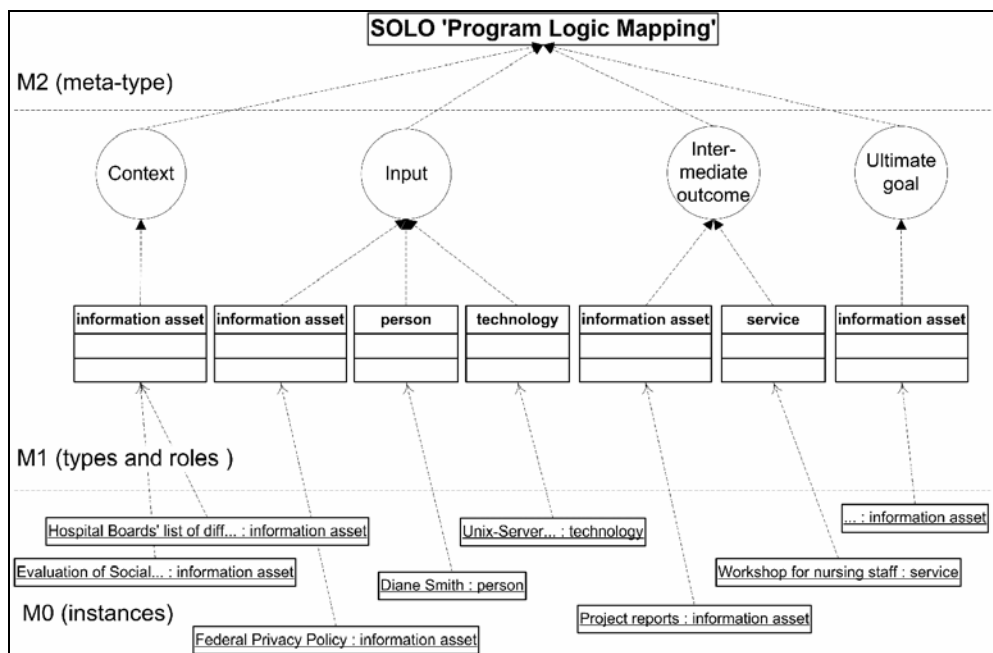 SOLO 'Program Logic Mapping'
M2 (meta-type)
Context
Input
Inter-
mediate
outcome
Ultimate
goal
information asset
information asset
person
technology
information asset
service
information asset
M1 (types and roles )
Hospital Boards' list of diff... : information asset
Unix-Server... : technology
... : information asset
Evaluation of Social... : information asset
Diane Smith : person
Workshop for nursing staff : service
M0 (instances)
Project reports : information asset
Federal Privacy Policy : information asset